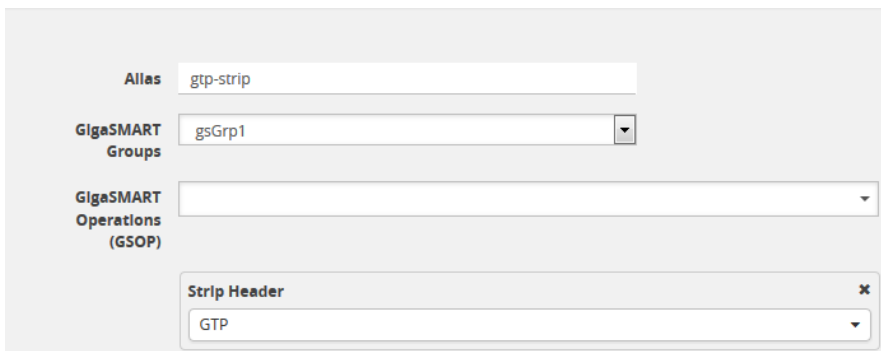 Alias
gtp-strip
GigaSMART
Groups
gsGrp1
GigaSMART
Operations
(GSOP)
Strip Header
GTP